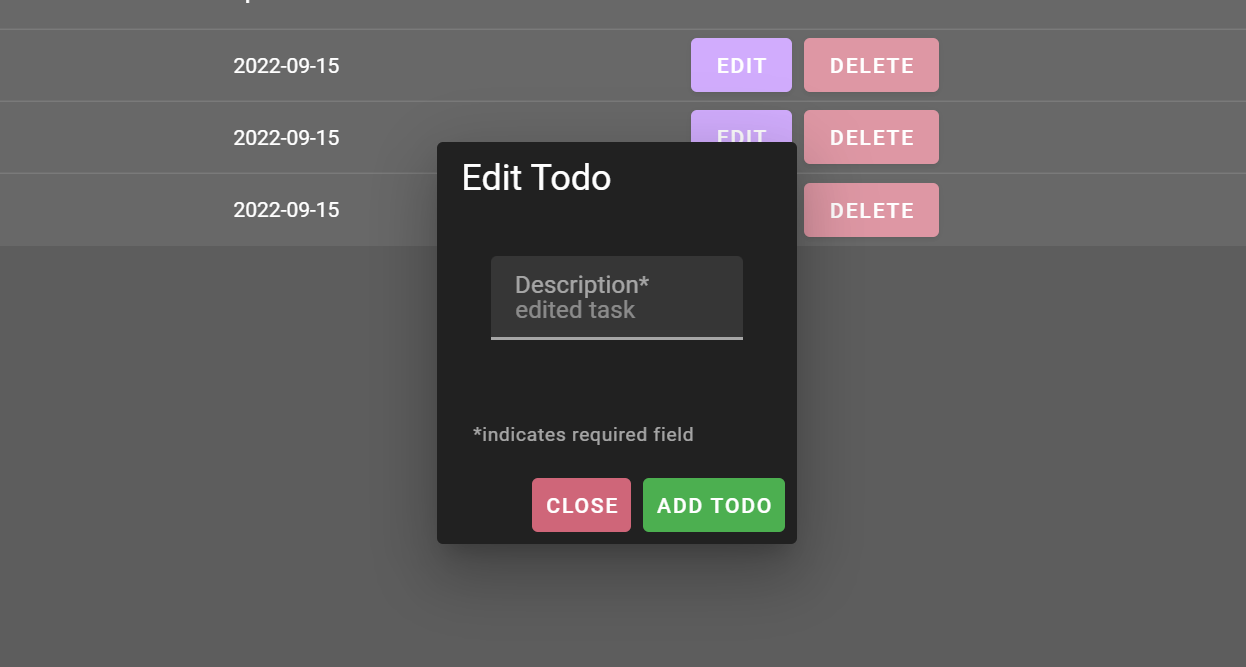 2022-09-15 EDIT DELETE
2022-09-15 EDIT DELETE
2022-09-15 DELETE
Edit Todo
Description*
edited task
*indicates required field
CLOSE ADD TODO